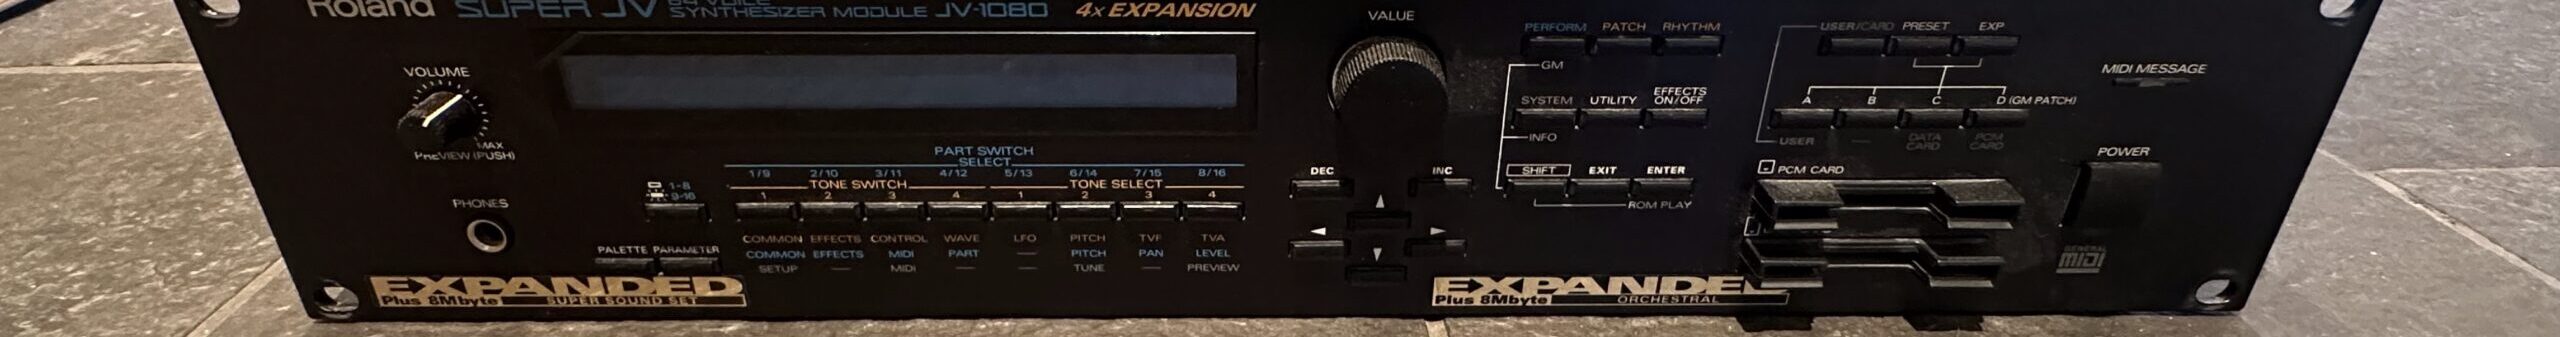 Roland SUPER JV 64 VOICE SYNTHESIZER MODULE JV-1080 4x EXPANSION
VOLUME
MAX
PREVIEW (PUSH)
PHONES
1-8
9-16
PALETTE PARAMETER
PART SWITCH
SELECT
1/9 2/10 3/11 4/12 5/13 6/14 7/15 8/16
TONE SWITCH TONE SELECT
1 2 3 4 1 2 3 4
COMMON EFFECTS CONTROL WAVE LFO PITCH TVF TVA
COMMON EFFECTS MIDI PART — PITCH PAN LEVEL
SETUP — MIDI — — TUNE — PREVIEW
EXPANDED
Plus 8Mbyte SUPER SOUND SET
VALUE
DEC INC
PERFORM PATCH RHYTHM
GM
SYSTEM UTILITY EFFECTS ON/OFF
INFO
SHIFT EXIT ENTER
ROM PLAY
USER/CARD PRESET EXP
A B C D (GM PATCH)
USER — DATA CARD PCM CARD
PCM CARD
EXPANDED
Plus 8Mbyte ORCHESTRAL
MIDI MESSAGE
POWER
GENERAL
MIDI